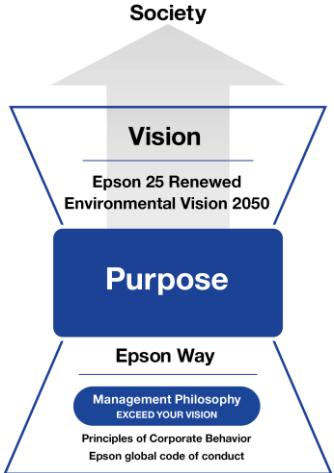 Society
Vision
Epson 25 Renewed
Environmental Vision 2050
Purpose
Epson Way
Management Philosophy
EXCEED YOUR VISION
Principles of Corporate Behavior
Epson global code of conduct